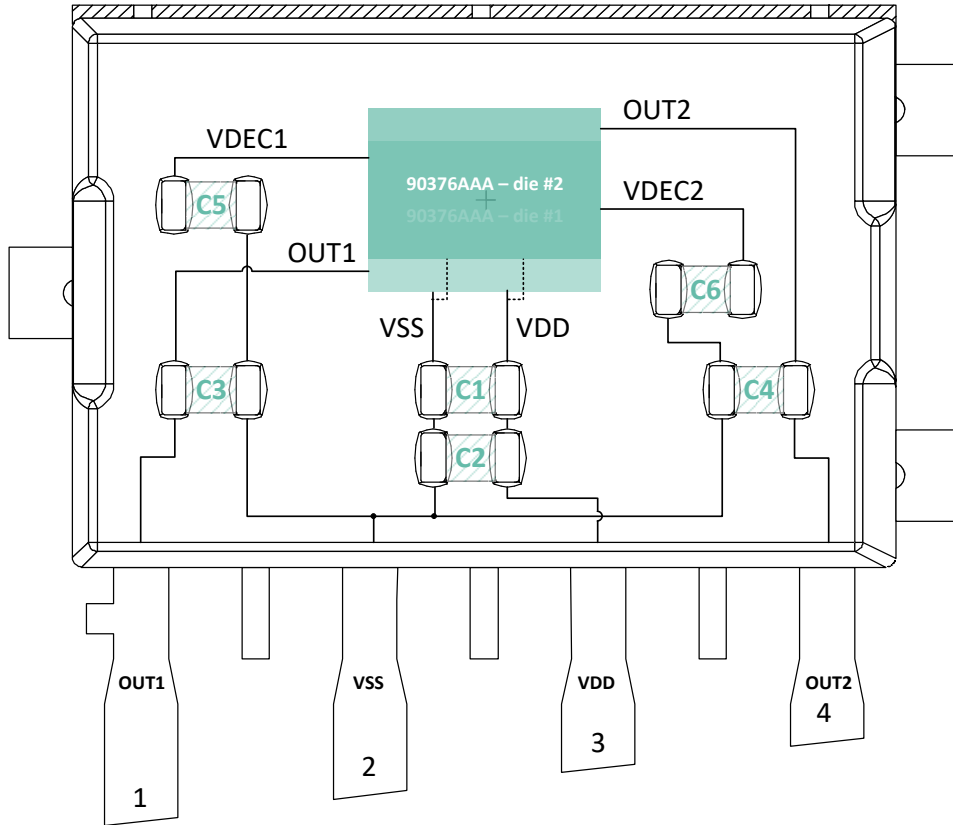 OUT2
VDEC1
90376AAA – die #2
VDEC2
C5
90376AAA – die #1
OUT1
C6
VSS
VDD
C3
C1
C4
C2
OUT1
VSS
VDD
OUT2
4
3
2
1